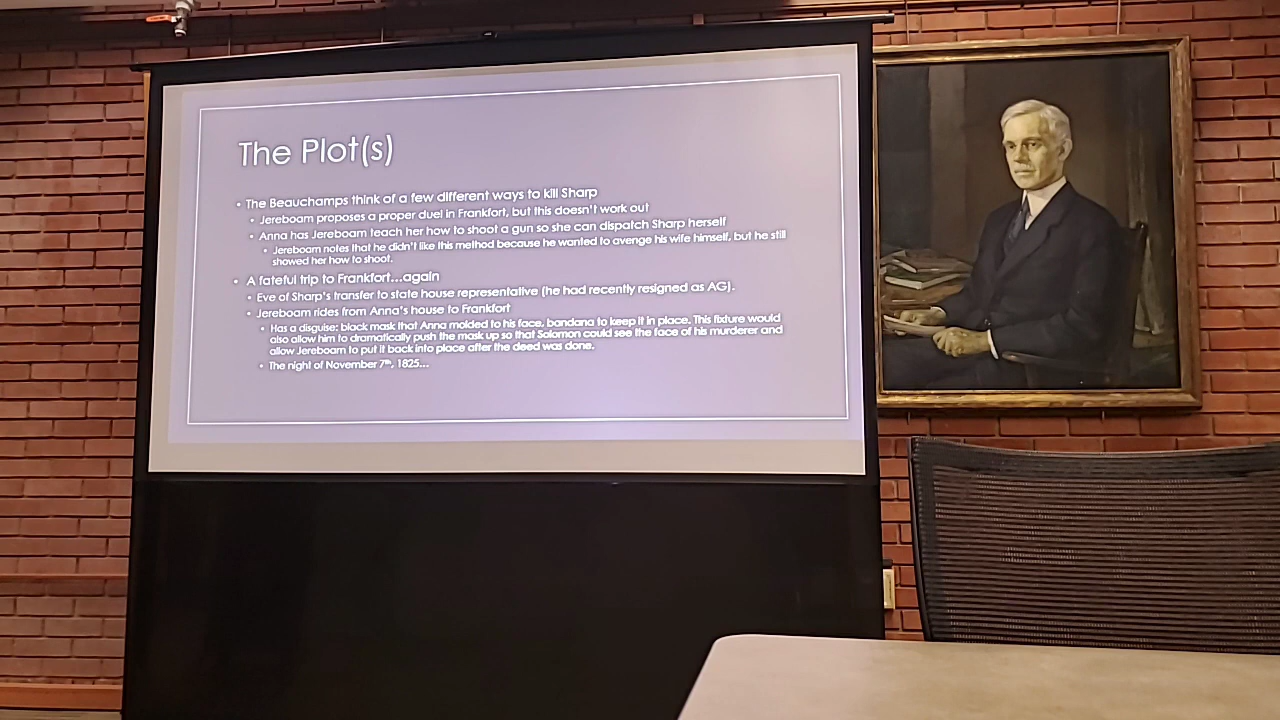 The Plot(s)
• The Beauchamps think of a few different ways to kill Sharp
• Jereboam proposes a proper duel in Frankfort, but this doesn't work out
• Anna has Jereboam teach her how to shoot a gun so she can dispatch Sharp herself
• Jereboam notes that he didn't like this method because he wanted to avenge his wife himself, but he still
showed her how to shoot.
• A fateful trip to Frankfort...again
• Eve of Sharp's transfer to state house representative (he had recently resigned as AG).
• Jereboam rides from Anna's house to Frankfort
• Has a disguise: black mask that Anna molded to his face, bandana to keep it in place. This fixture would
also allow him to dramatically push the mask up so that Solomon could see the face of his murderer and
allow Jereboam to put it back into place after the deed was done.
• The night of November 7th, 1825...